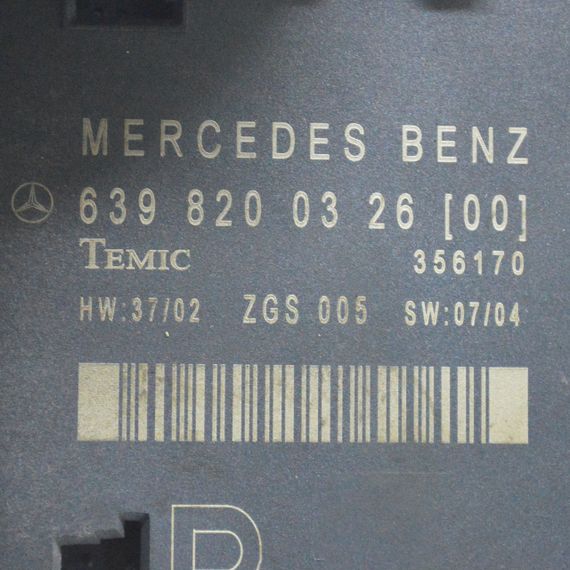 MERCEDES BENZ
639 820 03 26 [00]
TEMIC 356170
HW:37/02 ZGS 005 SW:07/04
R